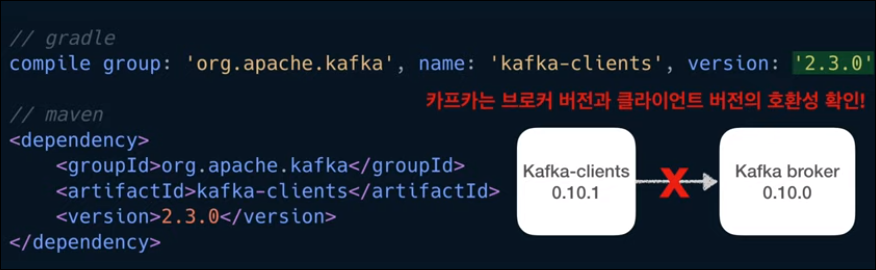 // gradle
compile group: 'org.apache.kafka', name: 'kafka-clients', version: '2.3.0'
카프카는 브로커 버전과 클라이언트 버전의 호환성 확인!
// maven
<dependency>
    <groupId>org.apache.kafka</groupId>
    <artifactId>kafka-clients</artifactId>
    <version>2.3.0</version>
</dependency>
Kafka-clients
0.10.1
X
Kafka broker
0.10.0